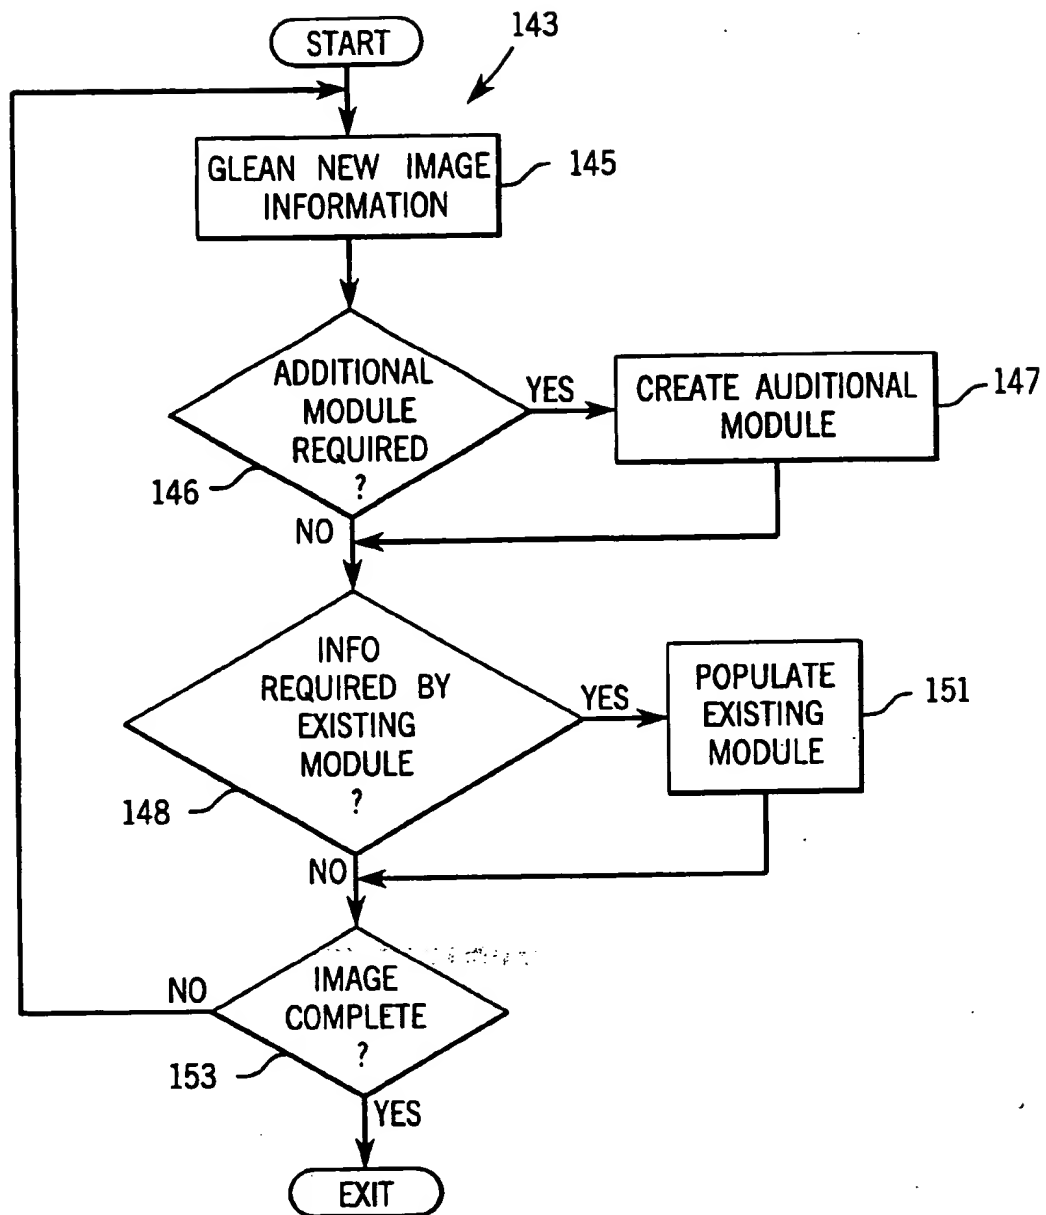 START
143
GLEAN NEW IMAGE
INFORMATION
145
ADDITIONAL
MODULE
REQUIRED
?
146
YES
CREATE AUDITIONAL
MODULE
147
NO
INFO
REQUIRED BY
EXISTING
MODULE
?
148
YES
POPULATE
EXISTING
MODULE
151
NO
IMAGE
COMPLETE
?
153
NO
YES
EXIT